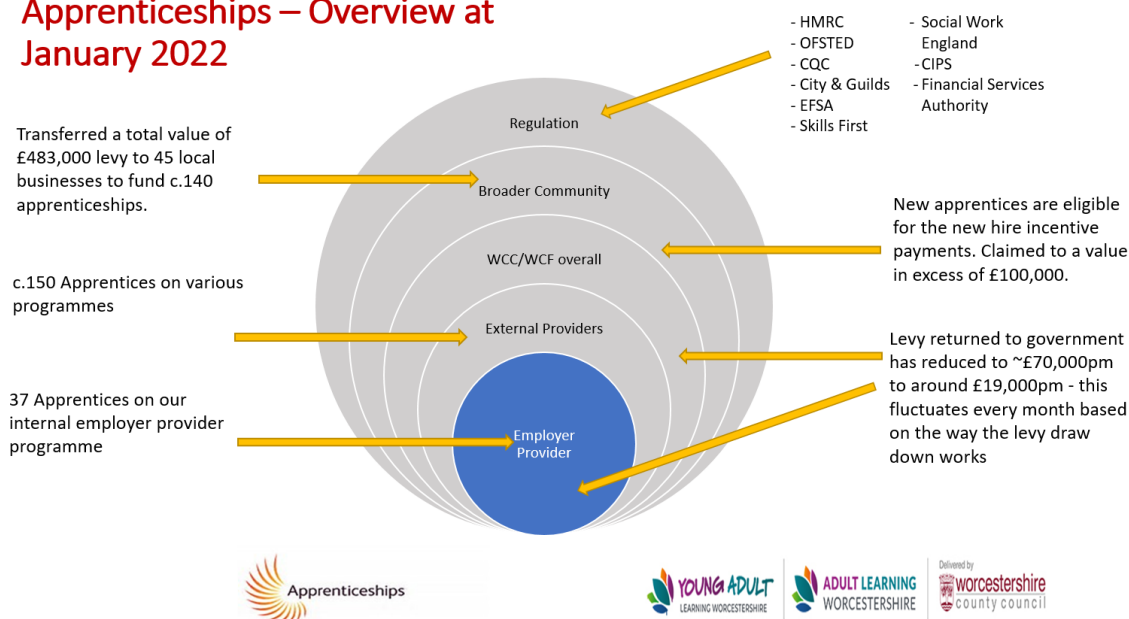 Apprenticeships – Overview at
January 2022
- HMRC
- OFSTED
- CQC
- City & Guilds
- EFSA
- Skills First
- Social Work
England
-CIPS
- Financial Services
Authority
Transferred a total value of
£483,000 levy to 45 local
businesses to fund c.140
apprenticeships.
c.150 Apprentices on various
programmes
37 Apprentices on our
internal employer provider
programme
Regulation
Broader Community
WCC/WCF overall
External Providers
Employer
Provider
New apprentices are eligible
for the new hire incentive
payments. Claimed to a value
in excess of £100,000.
Levy returned to government
has reduced to ~£70,000pm
to around £19,000pm - this
fluctuates every month based
on the way the levy draw
down works
Apprenticeships
YOUNG ADULT
LEARNING WORCESTERSHIRE
ADULT LEARNING
WORCESTERSHIRE
Delivered by
worcestershire
county council